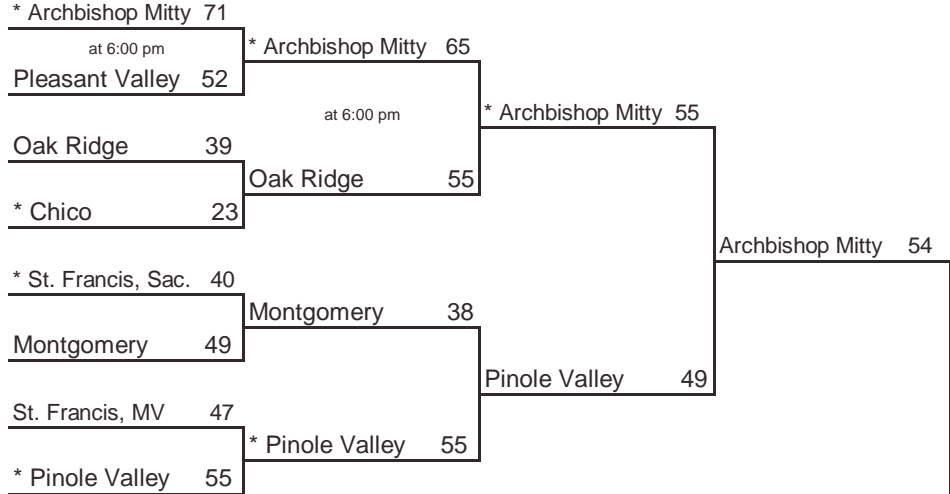 * Archbishop Mitty 71
at 6:00 pm
Pleasant Valley 52
* Archbishop Mitty 65
at 6:00 pm
Oak Ridge 39
* Chico 23
Oak Ridge 55
* Archbishop Mitty 55
* St. Francis, Sac. 40
Montgomery 49
Montgomery 38
St. Francis, MV 47
* Pinole Valley 55
* Pinole Valley 55
Pinole Valley 49
Archbishop Mitty 54